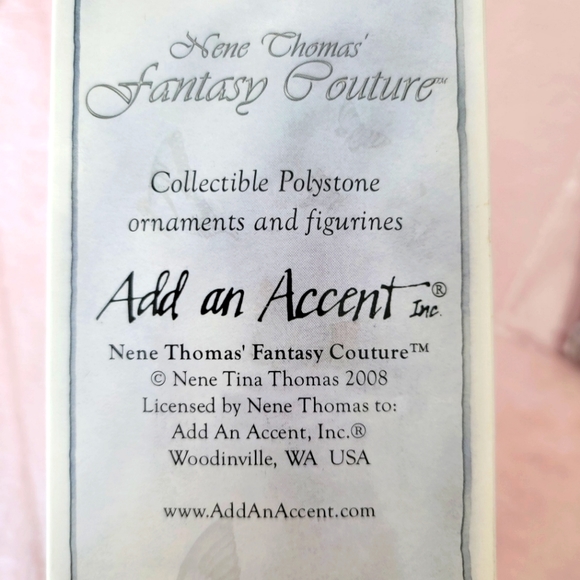 Nene Thomas'
Fantasy Couture™
Collectible Polystone
ornaments and figurines
Add an Accent Inc.®
Nene Thomas' Fantasy Couture™
© Nene Tina Thomas 2008
Licensed by Nene Thomas to:
Add An Accent, Inc.®
Woodinville, WA USA
www.AddAnAccent.com